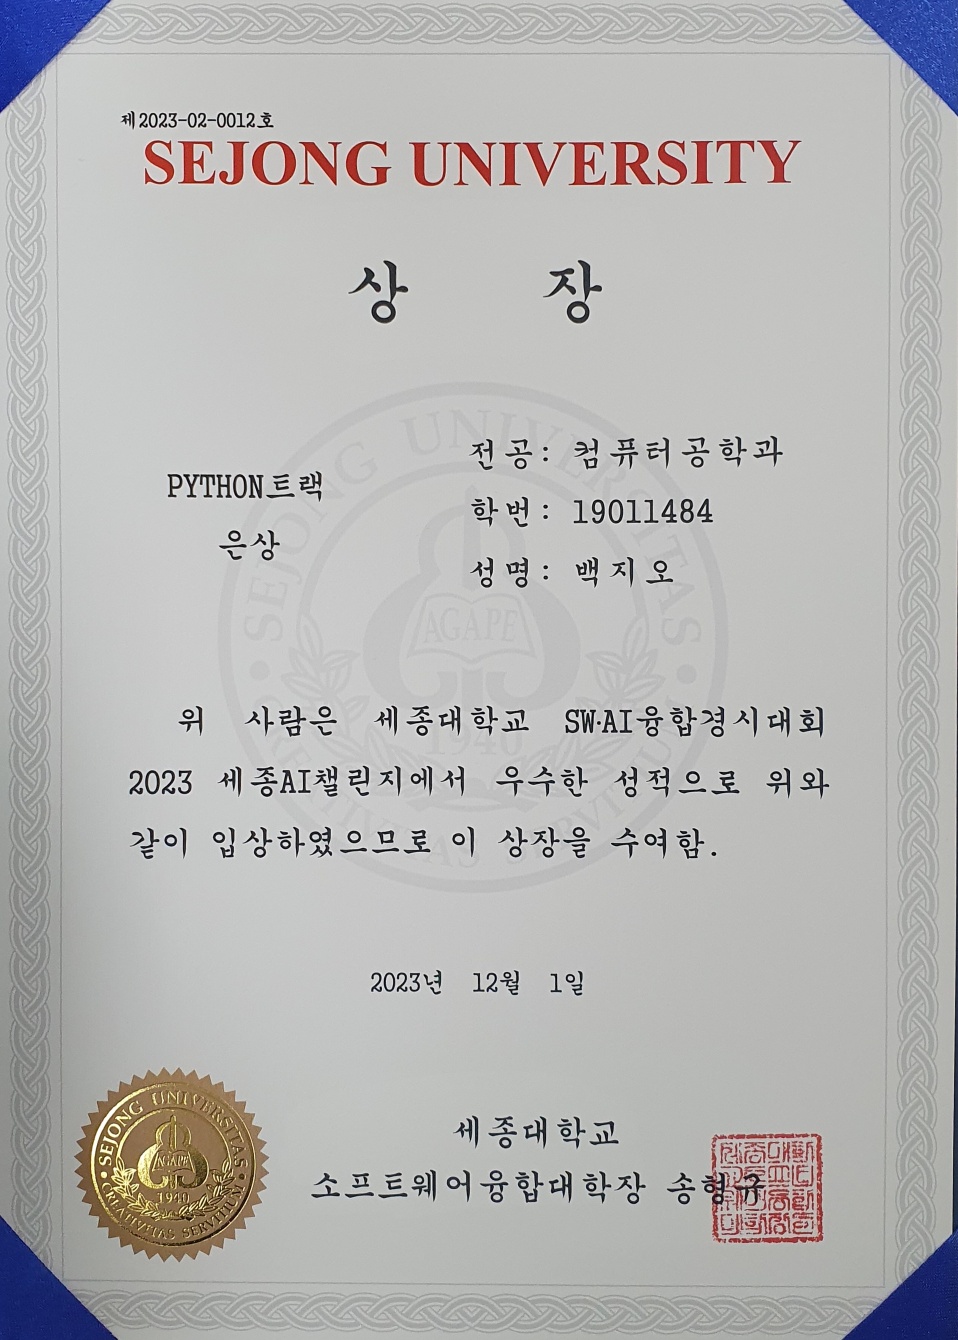 제2023-02-0012호
SEJONG UNIVERSITY
상 장
PYTHON트랙
은상
전공: 컴퓨터공학과
학번: 19011484
성명: 백지오
위 사람은 세종대학교 SW·AI융합경시대회
2023 세종AI챌린지에서 우수한 성적으로 위와
같이 입상하였으므로 이 상장을 수여함.
2023년 12월 1일
세종대학교
소프트웨어융합대학장 송형규
SEJONG UNIVERSITAS
AGAPE
1940
CREATIVITAS SERVITIUM
SEJONG UNIVERSITAS
AGAPE
1940